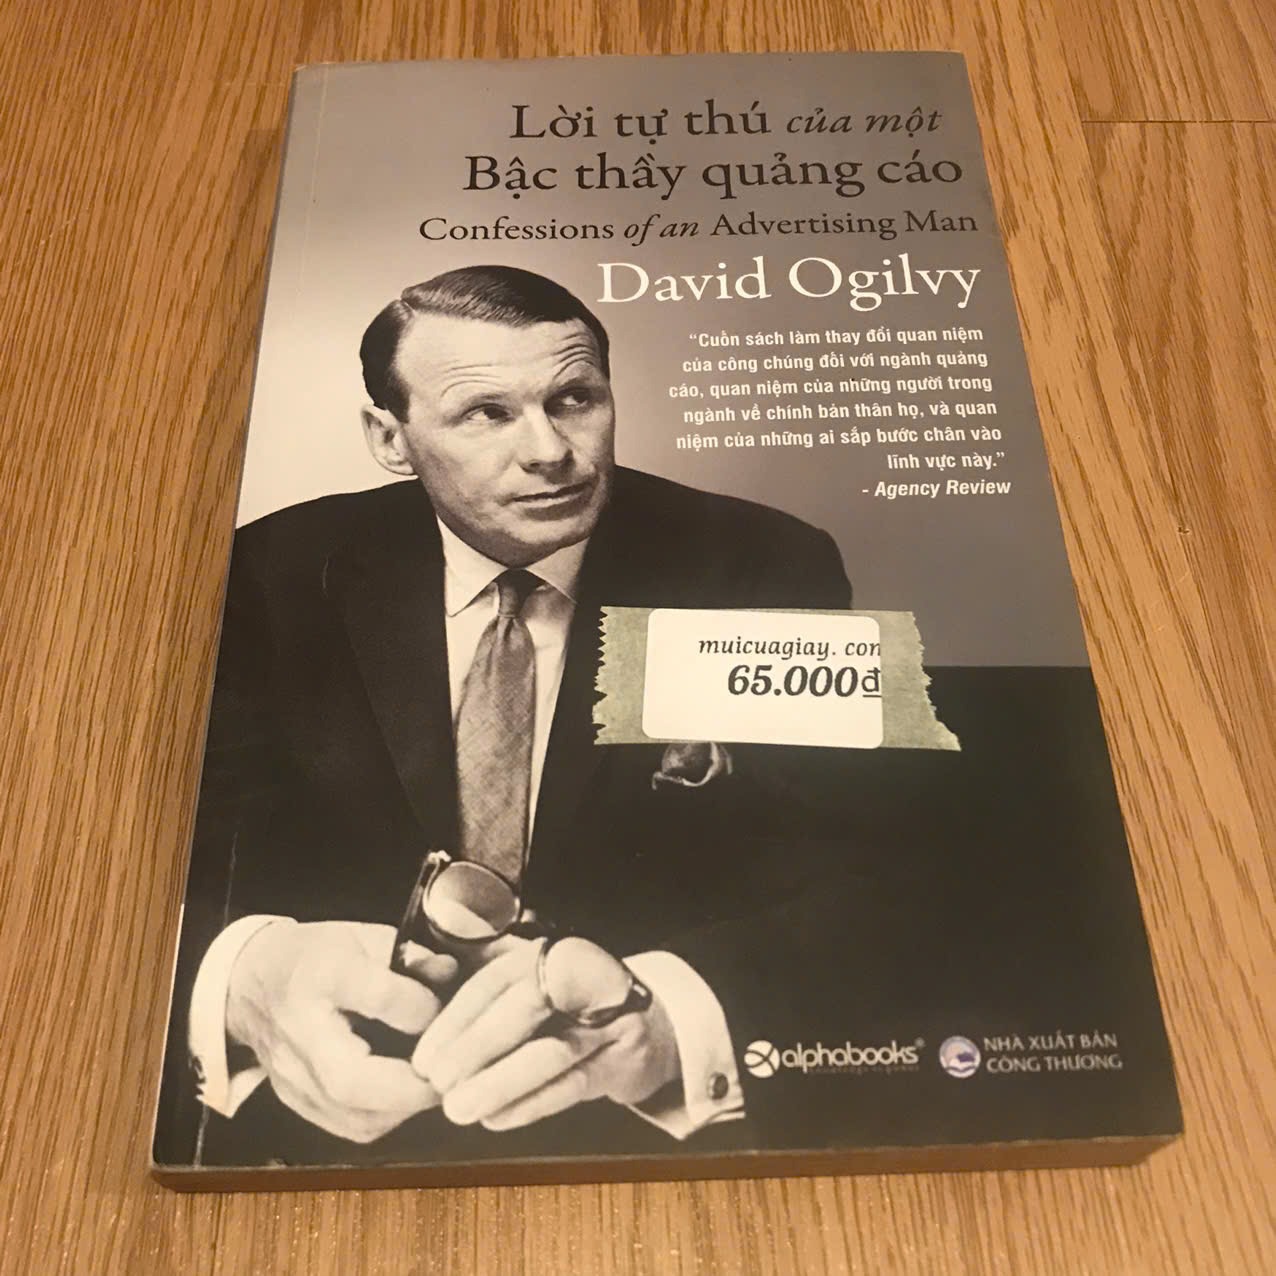 Lời tự thú của một
Bậc thầy quảng cáo
Confessions of an Advertising Man
David Ogilvy
“Cuốn sách làm thay đổi quan niệm
của công chúng đối với ngành quảng
cáo, quan niệm của những người trong
ngành về chính bản thân họ, và quan
niệm của những ai sắp bước chân vào
lĩnh vực này.”
- Agency Review
muicuagiay. con
65.000đ
alphabooks®
NHÀ XUẤT BẢN
CÔNG THƯƠNG